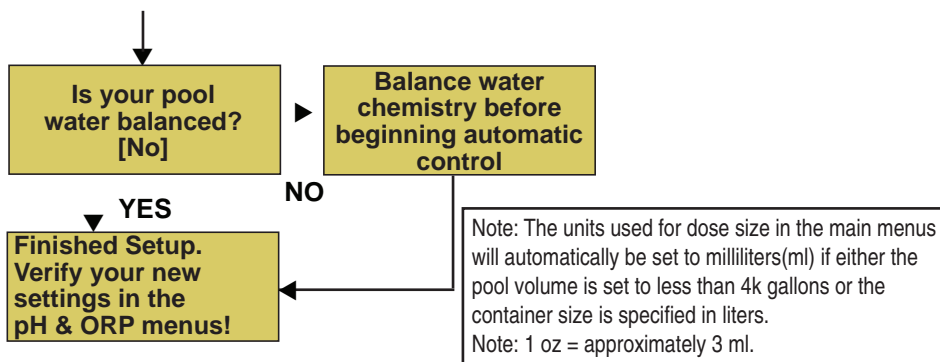 Is your pool
water balanced?
[No]
Balance water
chemistry before
beginning automatic
control
NO
YES
Finished Setup.
Verify your new
settings in the
pH & ORP menus!
Note: The units used for dose size in the main menus
will automatically be set to milliliters(ml) if either the
pool volume is set to less than 4k gallons or the
container size is specified in liters.
Note: 1 oz = approximately 3 ml.